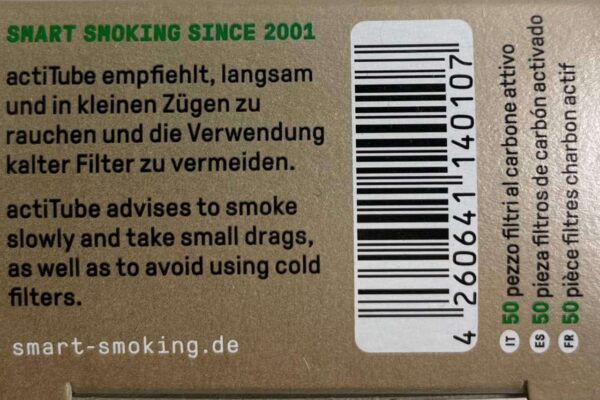 SMART SMOKING SINCE 2001
actiTube empfiehlt, langsam
und in kleinen Zügen zu
rauchen und die Verwendung
kalter Filter zu vermeiden.
actiTube advises to smoke
slowly and take small drags,
as well as to avoid using cold
filters.
smart-smoking.de
4 260641 140107
IT 50 pezzo filtri al carbone attivo
ES 50 pieza filtros de carbón activado
FR 50 pièce filtres charbon actif